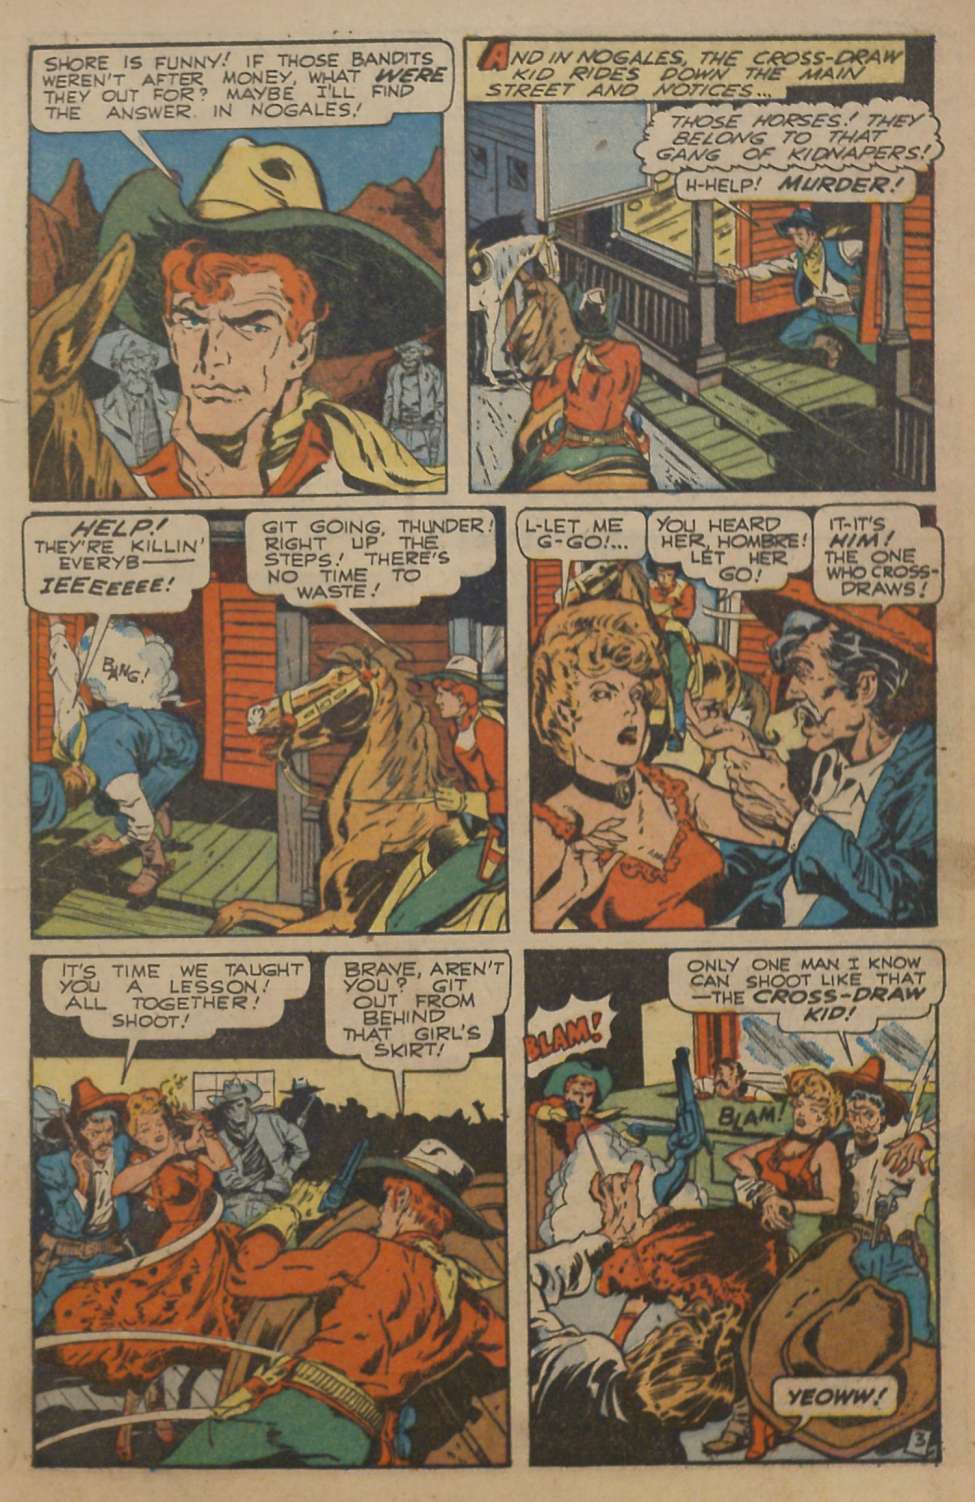 SHORE IS FUNNY! IF THOSE BANDITS
WEREN'T AFTER MONEY, WHAT WERE
THEY OUT FOR? MAYBE I'LL FIND
THE ANSWER IN NOGALES!
AND IN NOGALES, THE CROSS-DRAW
KID RIDES DOWN THE MAIN
STREET AND NOTICES...
THOSE HORSES! THEY
BELONG TO THAT
GANG OF KIDNAPERS!
H-HELP! MURDER!
HELP!
THEY'RE KILLIN'
EVERYB—
IEEEEEEE!
BANG!
GIT GOING, THUNDER!
RIGHT UP THE
STEPS! THERE'S
NO TIME TO
WASTE!
L-LET ME
G-GO!...
YOU HEARD
HER, HOMBRE!
LET HER
GO!
IT-IT'S
HIM!
THE ONE
WHO CROSS-
DRAWS!
IT'S TIME WE TAUGHT
YOU A LESSON!
ALL TOGETHER!
SHOOT!
BRAVE, AREN'T
YOU? GIT
OUT FROM
BEHIND
THAT GIRL'S
SKIRT!
BLAM!
ONLY ONE MAN I KNOW
CAN SHOOT LIKE THAT
—THE CROSS-DRAW
KID!
BLAM!
YEOWW!
3